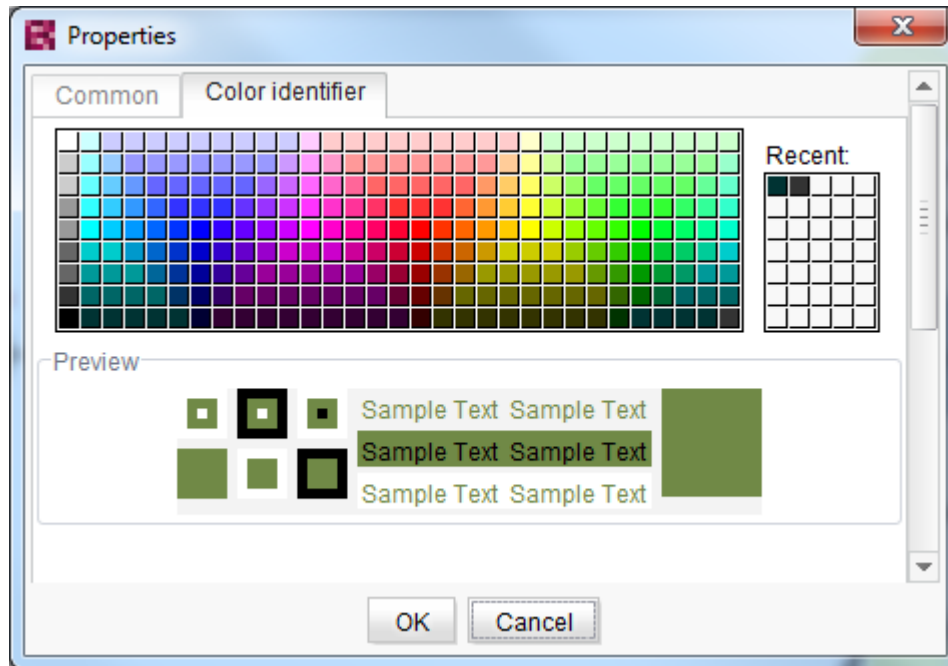 Properties
Common Color identifier
Recent:
Preview
Sample Text Sample Text
Sample Text Sample Text
Sample Text Sample Text
OK Cancel